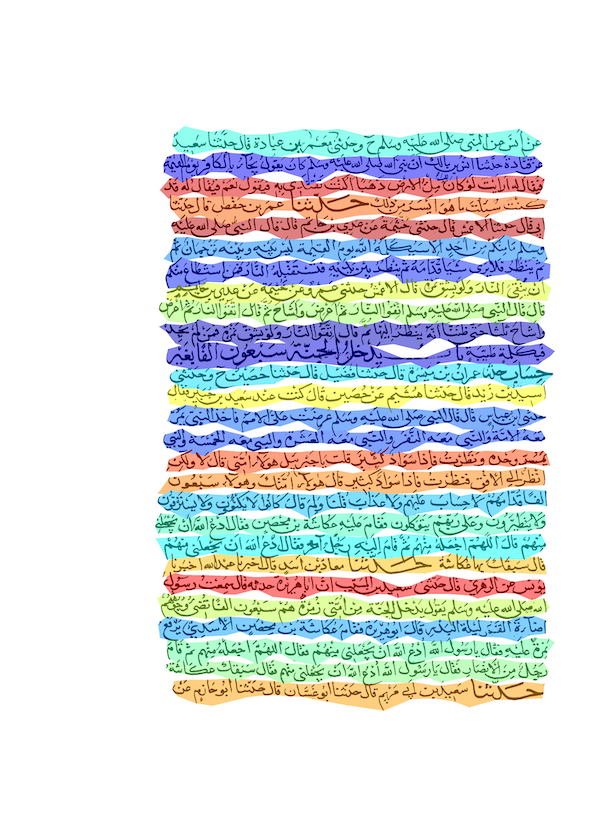 عن أنس عن النبي صلى الله عليه وسلم ح وحدثني معمر بن عبادة قال حدثنا سعيد
عن قتادة حدثنا أنس بن مالك أن نبي الله صلى الله عليه وسلم كان يقول يجاء بالكافر يوم القيمة
فيقال له أرأيت لو كان لك ملء الأرض ذهبا أكنت تفتدي به فيقول نعم فيقال له قد
كنت سئلت ما هو أيسر من ذلك حدثنا عمر بن حفص قال حدثنا
أبي قال حدثنا الأعمش قال حدثني خيثمة عن عدي بن حاتم قال قال النبي صلى الله عليه
وسلم ما منكم من أحد إلا سيكلمه الله يوم القيمة ليس بينه وبينه ترجمان ثم
ينظر فلا يرى شيئا قدامه ثم ينظر بين يديه فتستقبله النار فمن استطاع منكم
أن يتقي النار ولو بشق تمرة قال الأعمش حدثني عمرو عن خيثمة عن عدي بن حاتم
قال قال النبي صلى الله عليه وسلم اتقوا النار ثم أعرض وأشاح ثم قال اتقوا النار ثم أعرض
وأشاح ثلاثا حتى ظننا أنه ينظر إليها ثم قال اتقوا النار ولو بشق تمرة فمن لم يجد
فبكلمة طيبة باب يدخل الجنة سبعون ألفا بغير
حساب حدثنا عمران بن ميسرة قال حدثنا ابن فضيل قال حدثنا حصين ح وحدثني
أسيد بن زيد قال حدثنا هشيم عن حصين قال كنت عند سعيد بن جبير فقال
حدثني ابن عباس قال قال النبي صلى الله عليه وسلم عرضت علي الأمم فأخذ النبي يمر
معه الأمة والنبي معه النفر والنبي معه العشرة والنبي معه الخمسة والنبي
يمر وحده ونظرت فإذا سواد كثير قلت يا جبريل هؤلاء أمتي قال لا ولكن
انظر إلى الأفق فنظرت فإذا سواد كثير قال هؤلاء أمتك وهؤلاء سبعون
ألفا قدامهم لا حساب عليهم ولا عذاب قلت ولم قال كانوا لا يكتوون ولا يسترقون
ولا يتطيرون وعلى ربهم يتوكلون فقام إليه عكاشة بن محصن فقال ادع الله أن يجعلني
منهم قال اللهم اجعله منهم ثم قام إليه رجل آخر فقال ادع الله أن يجعلني منهم
قال سبقك بها عكاشة حدثنا معاذ بن أسد قال أخبرنا عبد الله أخبرنا
يونس عن الزهري قال حدثني سعيد بن المسيب أن أبا هريرة حدثه قال سمعت رسول
الله صلى الله عليه وسلم يقول يدخل الجنة من أمتي زمرة هم سبعون ألفا تضيء وجوههم
إضاءة القمر ليلة البدر قال أبو هريرة فقام عكاشة بن محصن الأسدي يرفع
نمرة عليه فقال يا رسول الله ادع الله أن يجعلني منهم فقال اللهم اجعله منهم ثم قام
رجل من الأنصار فقال يا رسول الله ادع الله أن يجعلني منهم فقال سبقك عكاشة
حدثنا سعيد بن أبي مريم قال حدثنا أبو غسان قال حدثنا أبو حازم عن